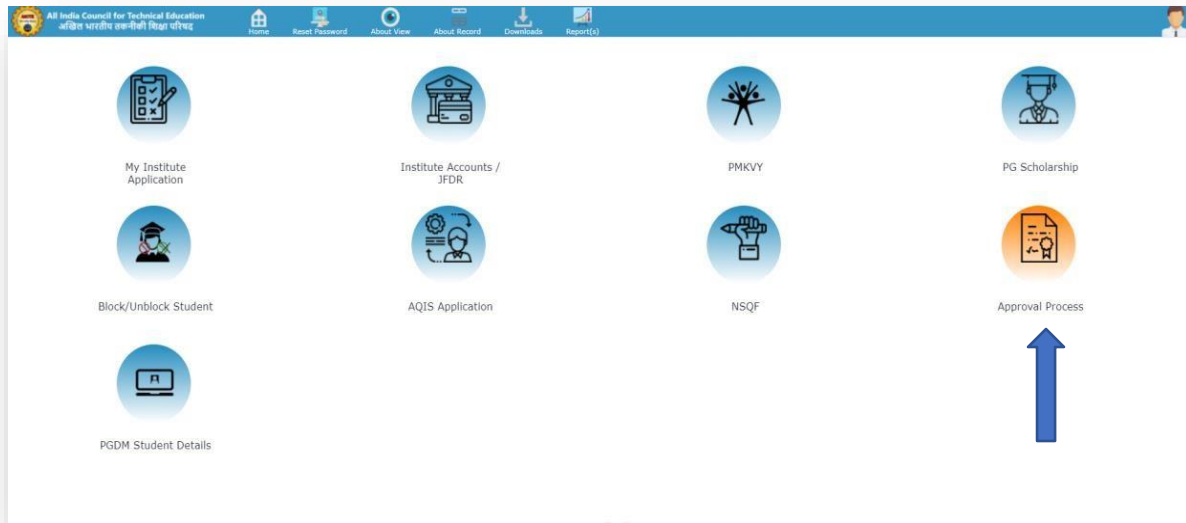 All India Council for Technical Education
अखिल भारतीय तकनीकी शिक्षा परिषद
Home
Reset Password
About View
About Record
Downloads
Report(s)
My Institute
Application
Institute Accounts /
JFDR
PMKVY
PG Scholarship
Block/Unblock Student
AQIS Application
NSQF
Approval Process
PGDM Student Details